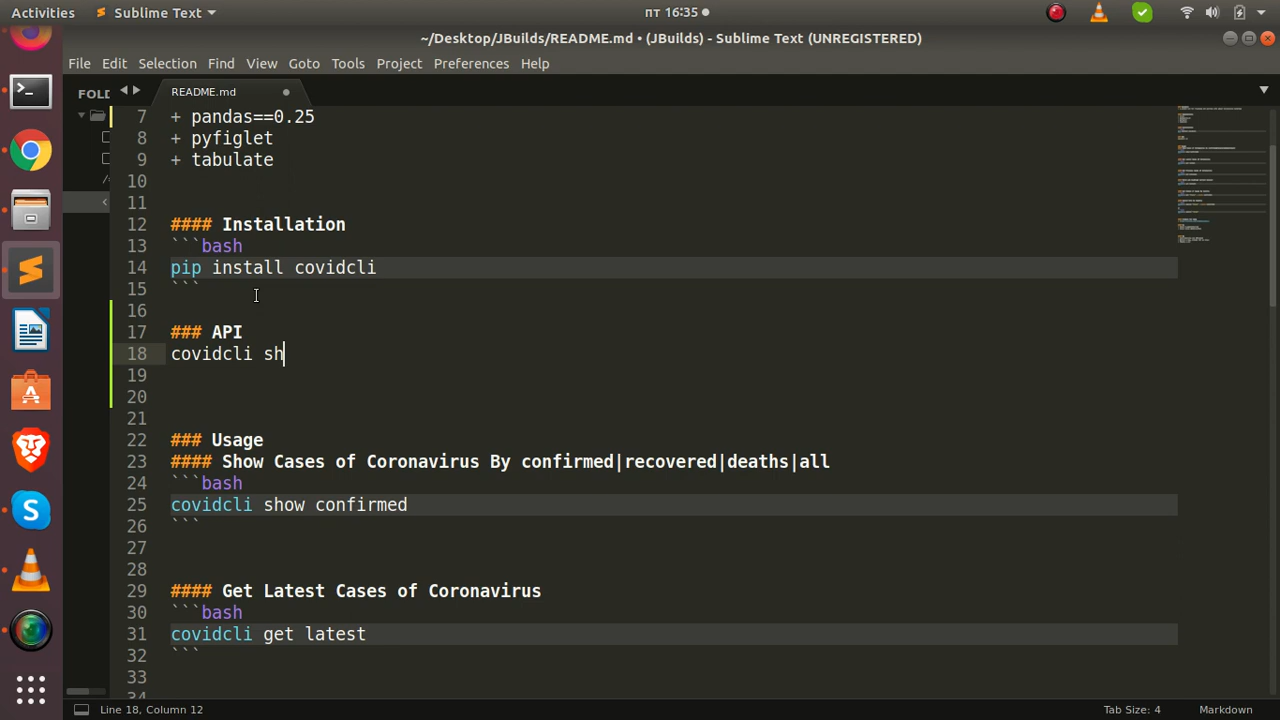 Activities Sublime Text пт 16:35
~/Desktop/JBuilds/README.md • (JBuilds) - Sublime Text (UNREGISTERED)
File Edit Selection Find View Goto Tools Project Preferences Help
FOLD README.md
7 + pandas==0.25
8 + pyfiglet
9 + tabulate
10
11
12 #### Installation
13 ```bash
14 pip install covidcli
15 ```
16
17 ### API
18 covidcli sh
19
20
21
22 ### Usage
23 #### Show Cases of Coronavirus By confirmed|recovered|deaths|all
24 ```bash
25 covidcli show confirmed
26 ```
27
28
29 #### Get Latest Cases of Coronavirus
30 ```bash
31 covidcli get latest
32 ```
33
34
Line 18, Column 12 Tab Size: 4 Markdown